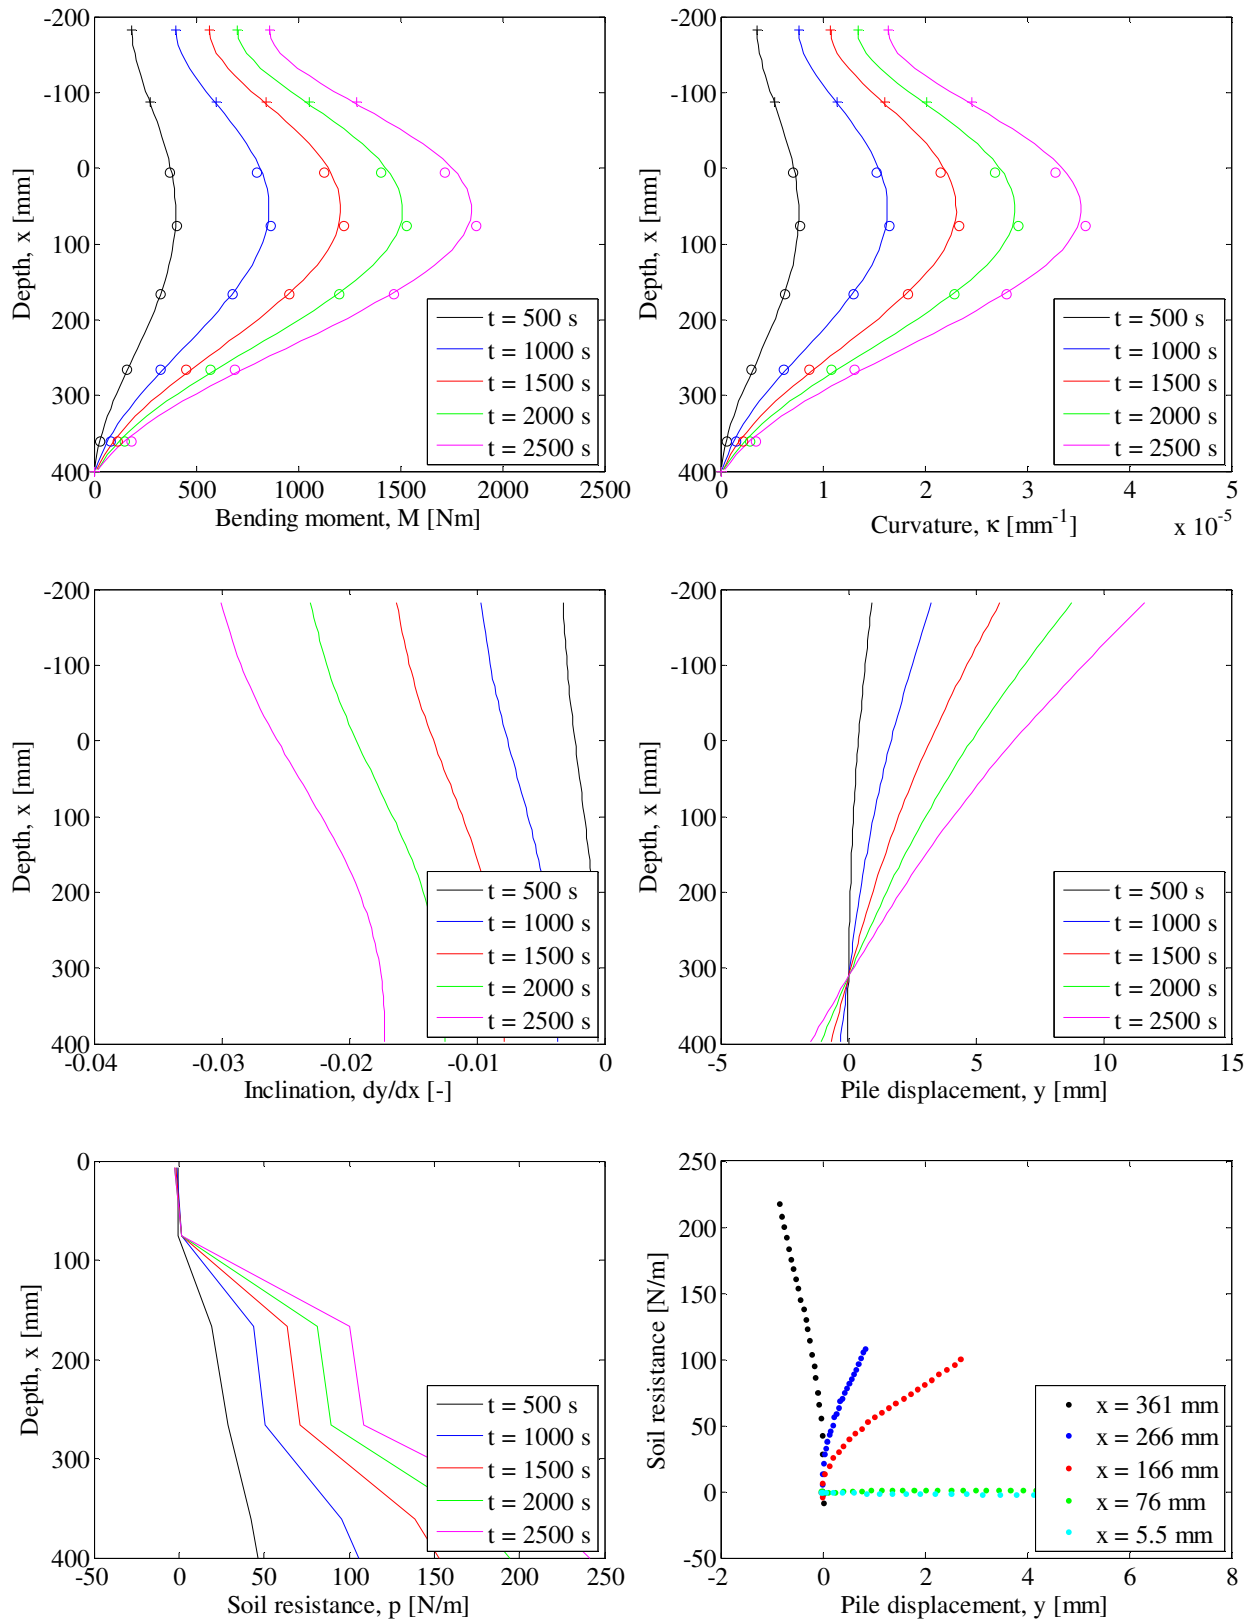 -200
-100
0
100
200
300
400
Depth, x [mm]
0 500 1000 1500 2000 2500
Bending moment, M [Nm]
t = 500 s
t = 1000 s
t = 1500 s
t = 2000 s
t = 2500 s
-200
-100
0
100
200
300
400
Depth, x [mm]
0 1 2 3 4 5
x 10^-5
Curvature, κ [mm^-1]
t = 500 s
t = 1000 s
t = 1500 s
t = 2000 s
t = 2500 s
-200
-100
0
100
200
300
400
Depth, x [mm]
-0.04 -0.03 -0.02 -0.01 0
Inclination, dy/dx [-]
t = 500 s
t = 1000 s
t = 1500 s
t = 2000 s
t = 2500 s
-200
-100
0
100
200
300
400
Depth, x [mm]
-5 0 5 10 15
Pile displacement, y [mm]
t = 500 s
t = 1000 s
t = 1500 s
t = 2000 s
t = 2500 s
0
100
200
300
400
Depth, x [mm]
-50 0 50 100 150 200 250
Soil resistance, p [N/m]
t = 500 s
t = 1000 s
t = 1500 s
t = 2000 s
t = 2500 s
250
200
150
100
50
0
-50
Soil resistance [N/m]
-2 0 2 4 6 8
Pile displacement, y [mm]
x = 361 mm
x = 266 mm
x = 166 mm
x = 76 mm
x = 5.5 mm